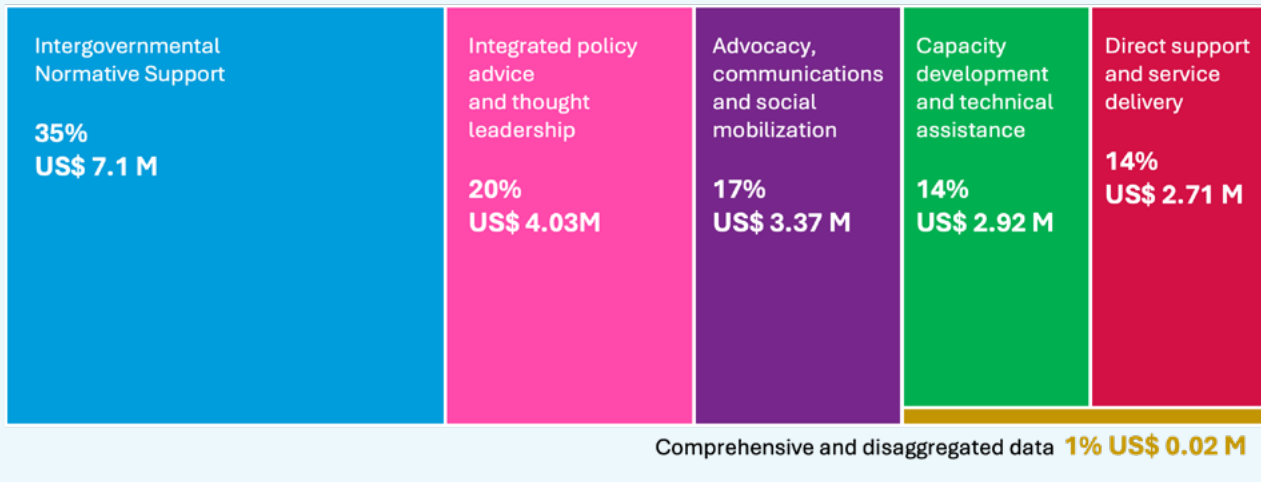 Intergovernmental
Normative Support
35%
US$ 7.1 M
Integrated policy
advice
and thought
leadership
20%
US$ 4.03M
Advocacy,
communications
and social
mobilization
17%
US$ 3.37 M
Capacity
development
and technical
assistance
14%
US$ 2.92 M
Direct support
and service
delivery
14%
US$ 2.71 M
Comprehensive and disaggregated data 1% US$ 0.02 M